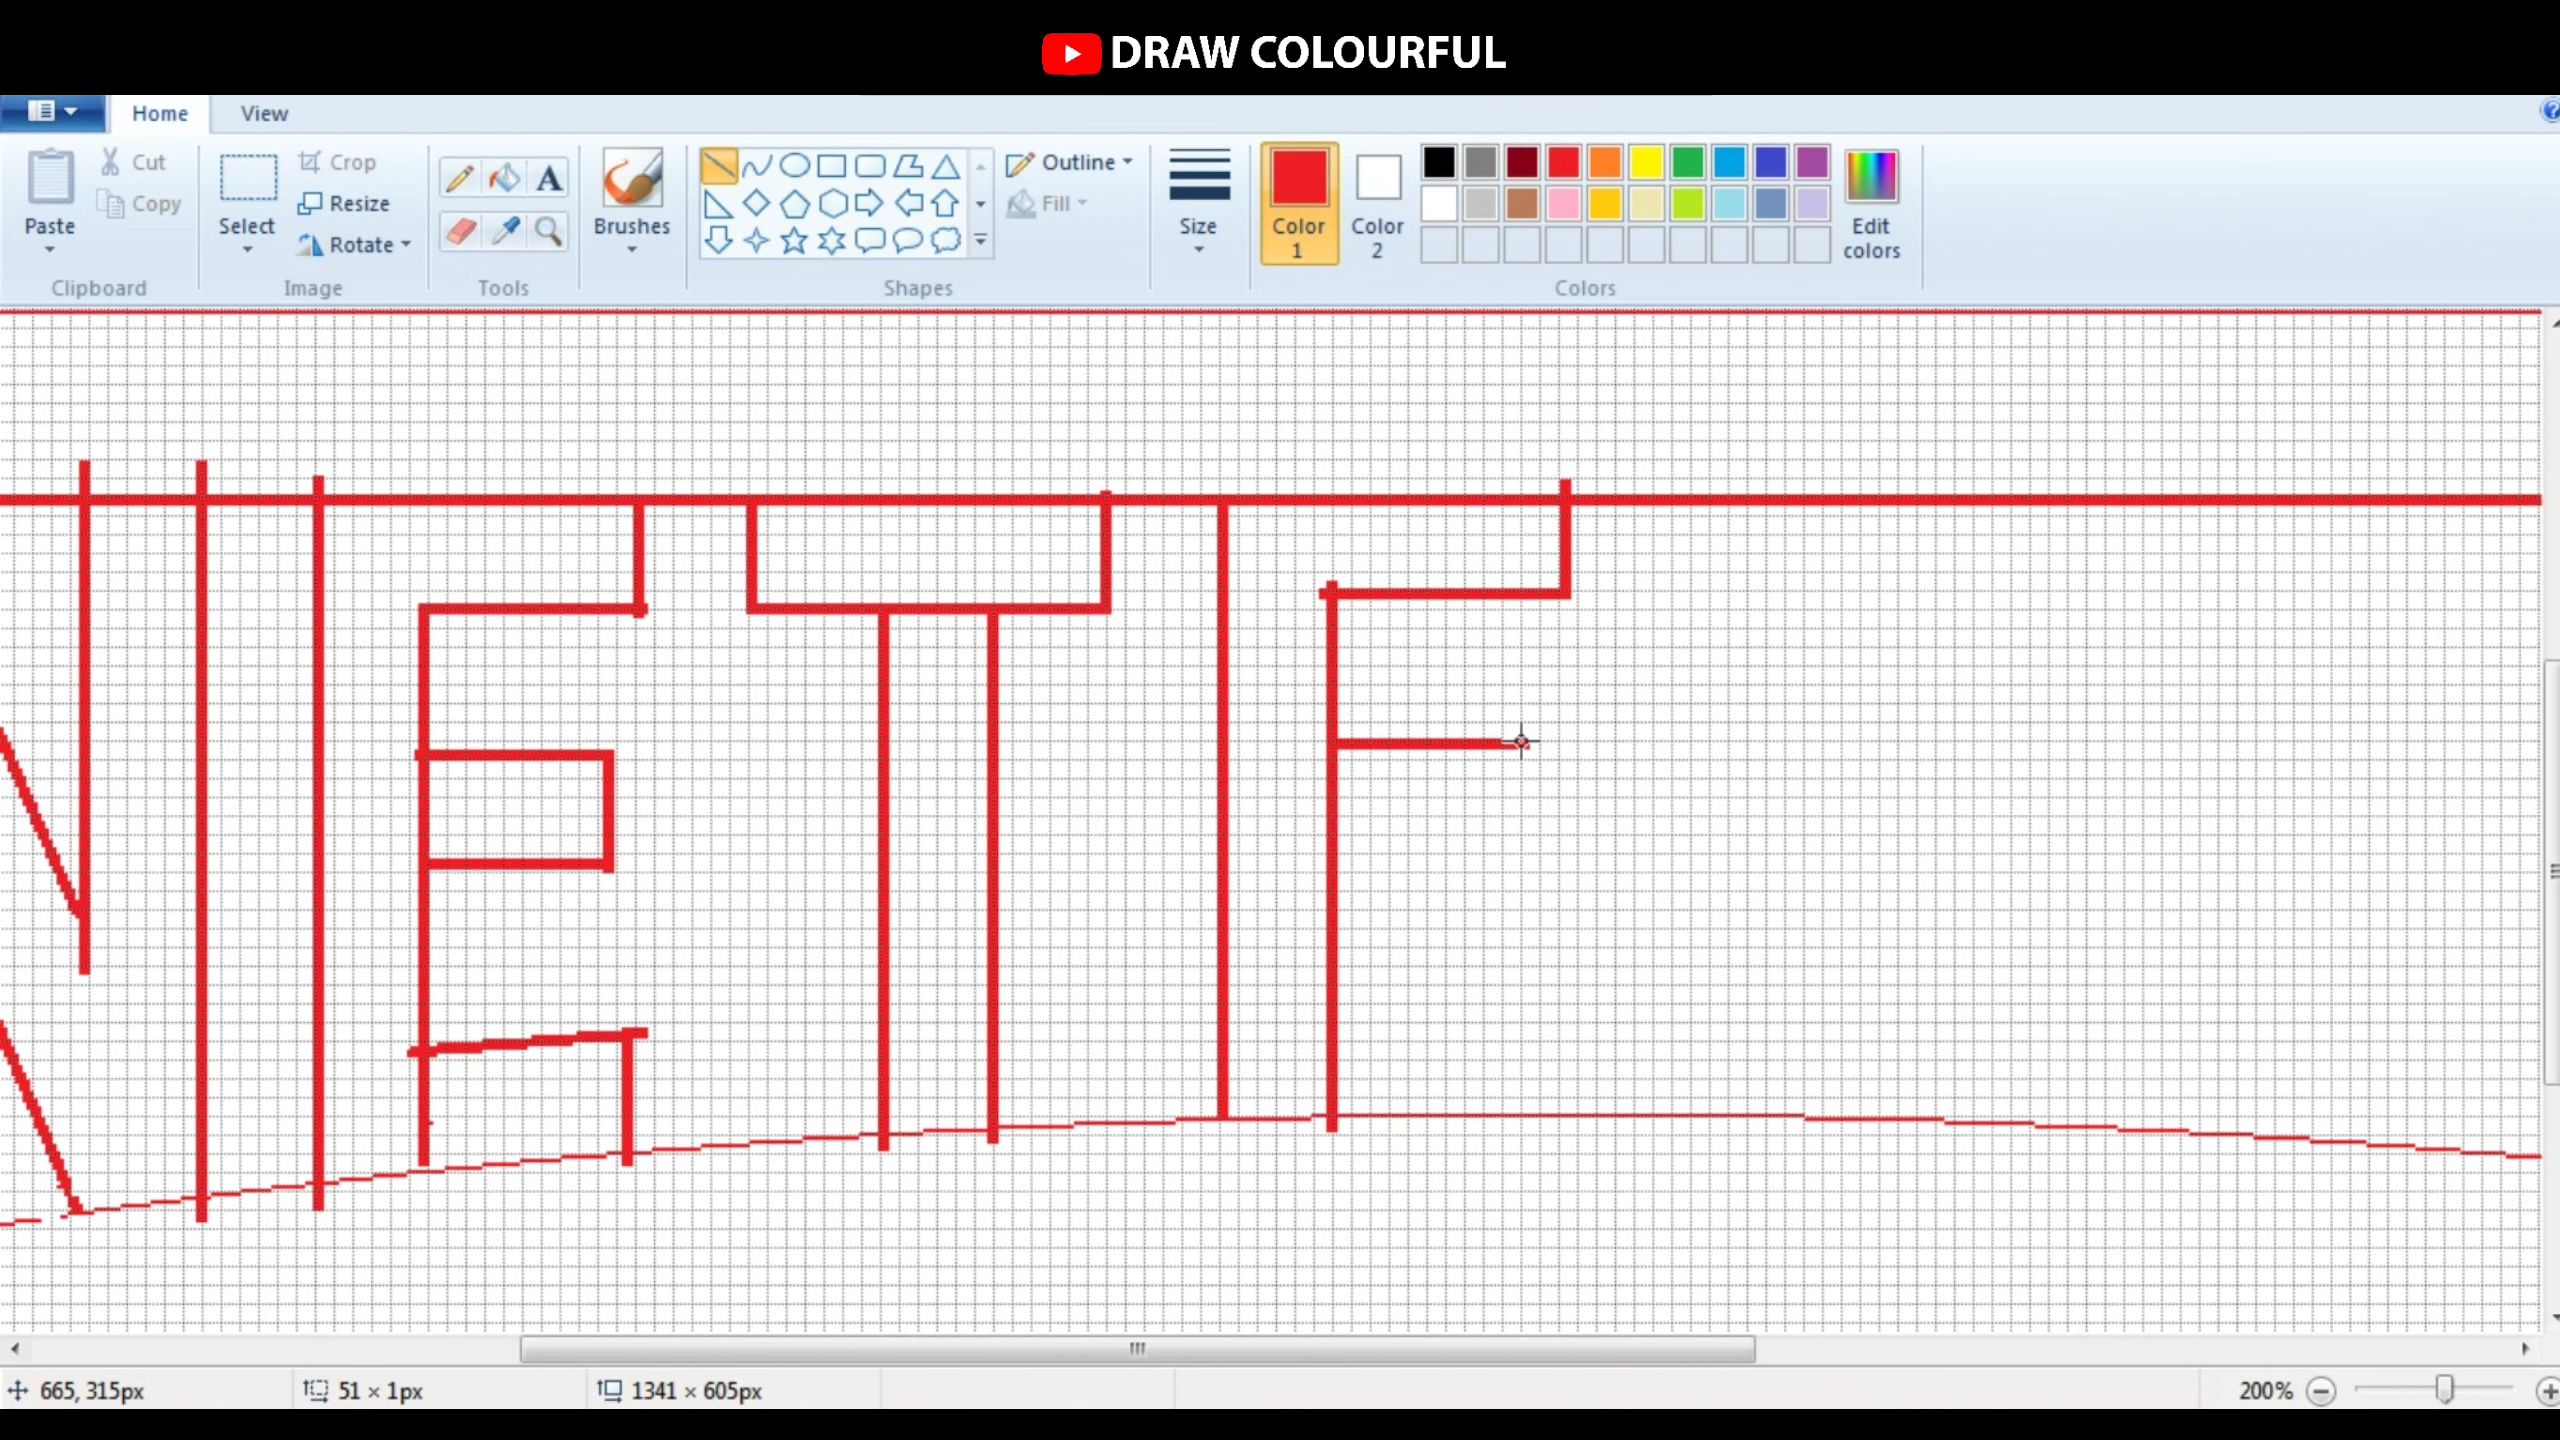 DRAW COLOURFUL
Home View
Cut
Copy
Paste
Clipboard
Crop
Resize
Rotate
Select
Image
A
Tools
Brushes
Outline
Fill
Shapes
Size
Color 1
Color 2
Edit colors
Colors
NETF
665, 315px 51 × 1px 1341 × 605px 200%